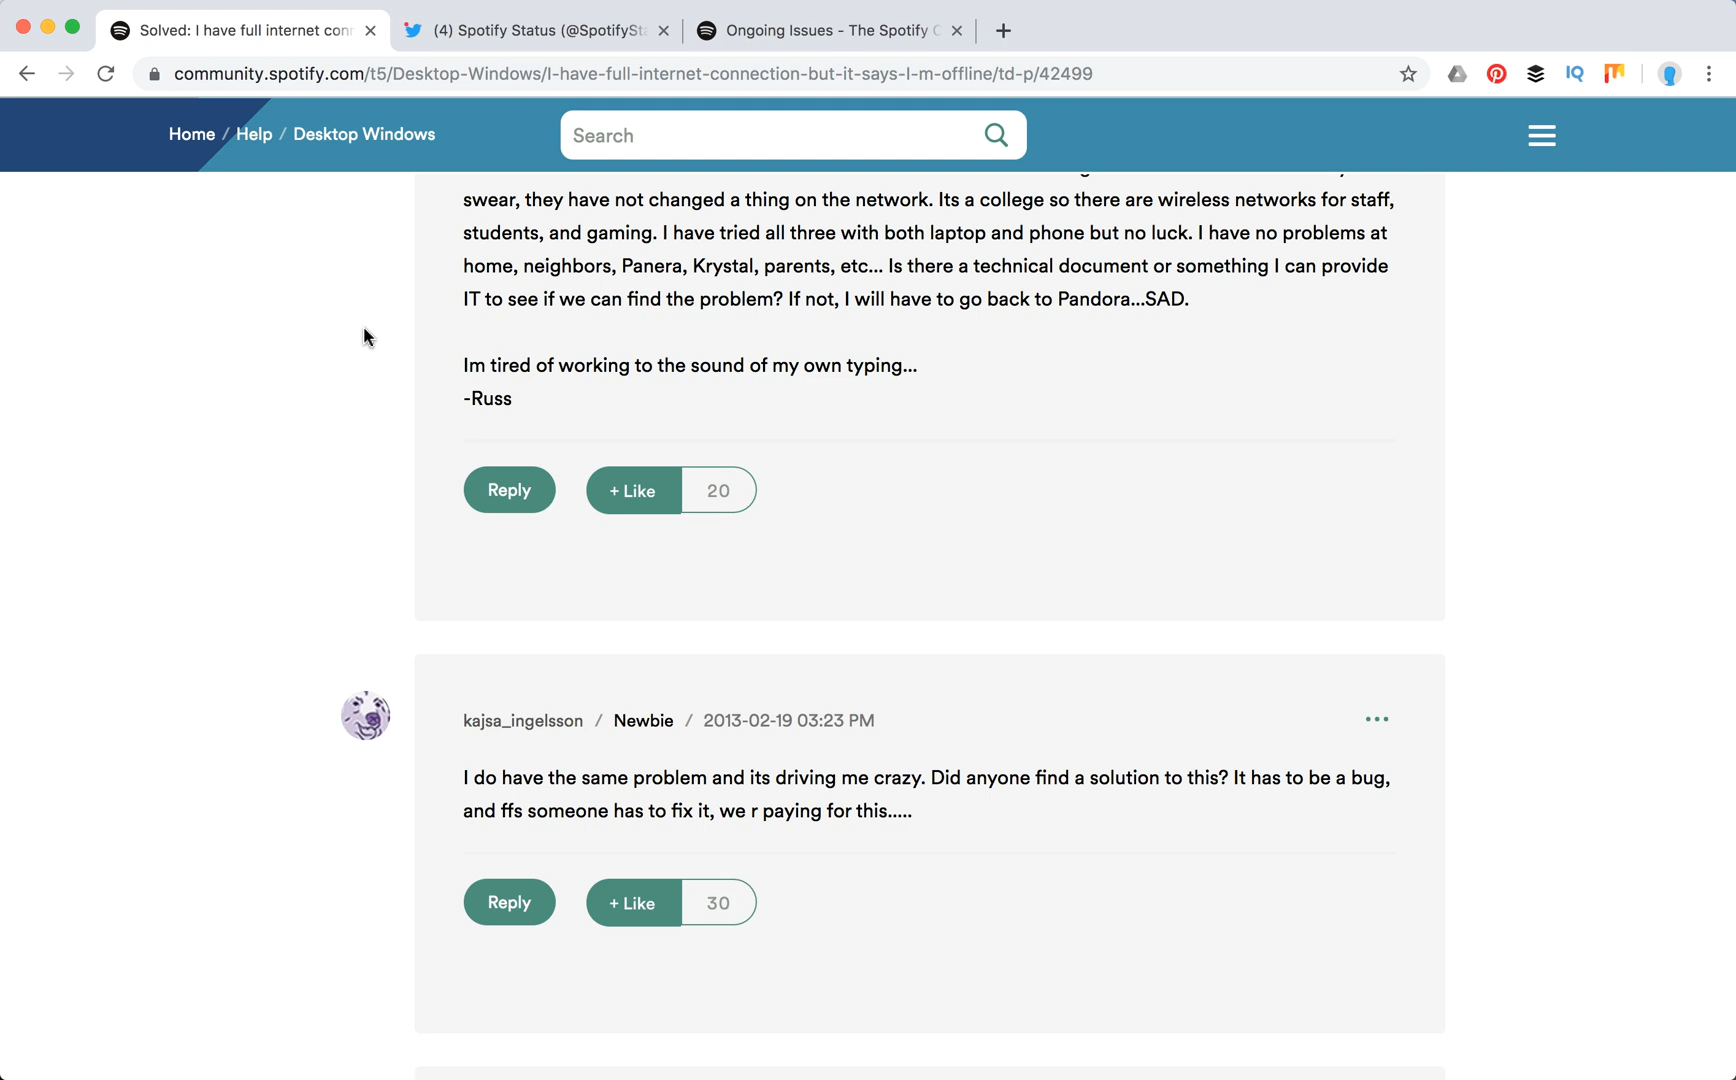 Solved: I have full internet con
(4) Spotify Status (@SpotifySt
Ongoing Issues - The Spotify C
community.spotify.com/t5/Desktop-Windows/I-have-full-internet-connection-but-it-says-I-m-offline/td-p/42499
IQ
Home / Help / Desktop Windows
Search
swear, they have not changed a thing on the network. Its a college so there are wireless networks for staff,
students, and gaming. I have tried all three with both laptop and phone but no luck. I have no problems at
home, neighbors, Panera, Krystal, parents, etc... Is there a technical document or something I can provide
IT to see if we can find the problem? If not, I will have to go back to Pandora...SAD.
Im tired of working to the sound of my own typing...
-Russ
Reply
+ Like
20
kajsa_ingelsson / Newbie / 2013-02-19 03:23 PM
I do have the same problem and its driving me crazy. Did anyone find a solution to this? It has to be a bug,
and ffs someone has to fix it, we r paying for this.....
Reply
+ Like
30